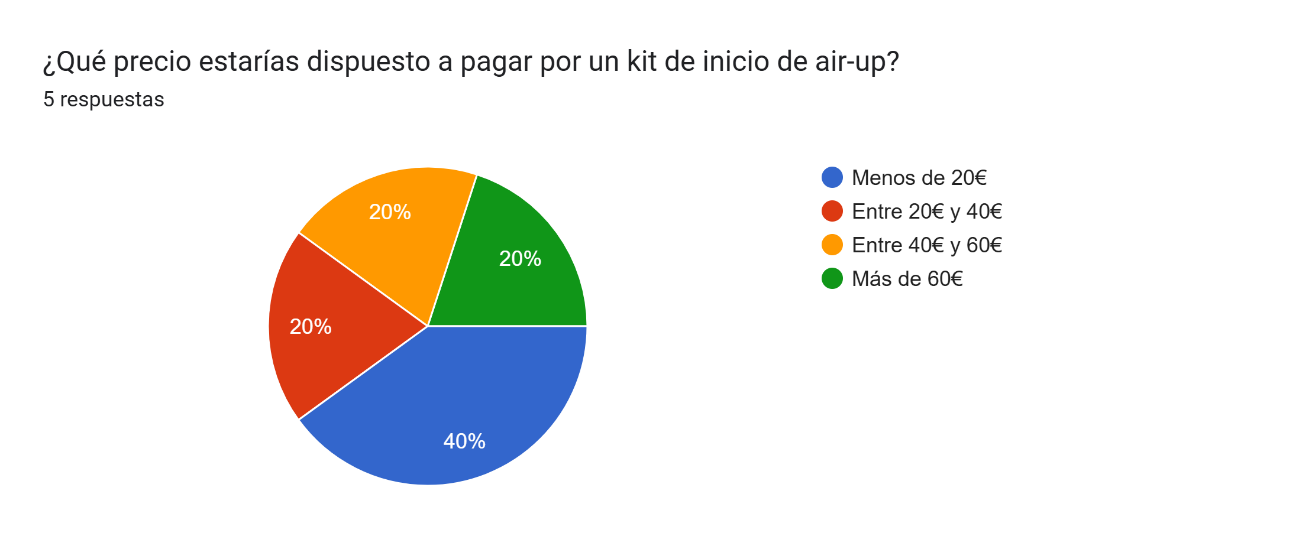 ¿Qué precio estarías dispuesto a pagar por un kit de inicio de air-up?
5 respuestas
Menos de 20€
Entre 20€ y 40€
Entre 40€ y 60€
Más de 60€
20%
20%
20%
40%